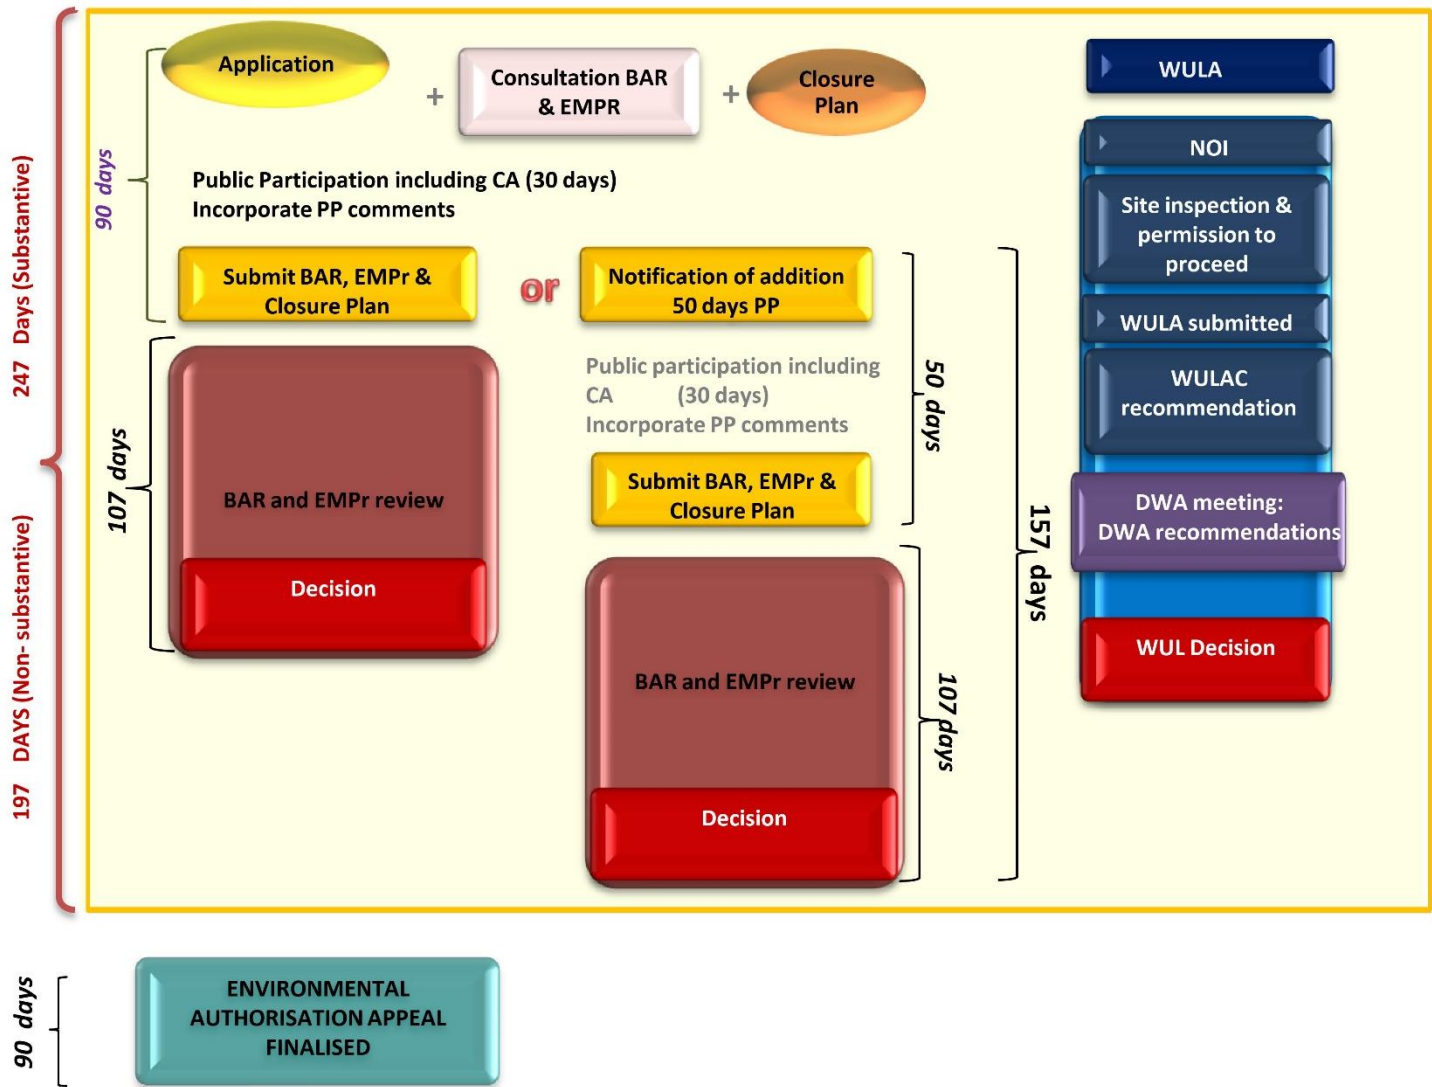 Application
+
Consultation BAR
& EMPR
+
Closure
Plan
90 days
Public Participation including CA (30 days)
Incorporate PP comments
Submit BAR, EMPr &
Closure Plan
or
Notification of addition
50 days PP
247 Days (Substantive)
197 DAYS (Non- substantive)
107 days
BAR and EMPr review
Decision
Public participation including
CA (30 days)
Incorporate PP comments
Submit BAR, EMPr &
Closure Plan
50 days
BAR and EMPr review
Decision
107 days
157 days
WULA
NOI
Site inspection &
permission to
proceed
WULA submitted
WULAC
recommendation
DWA meeting:
DWA recommendations
WUL Decision
90 days
ENVIRONMENTAL
AUTHORISATION APPEAL
FINALISED